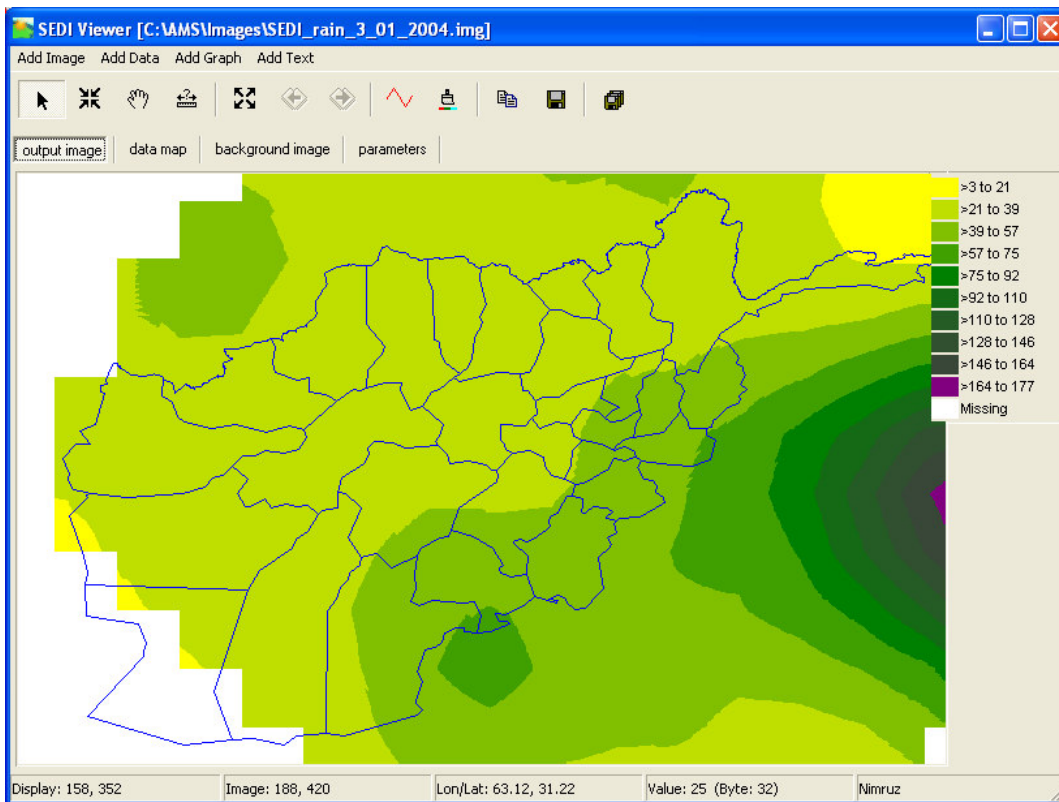 SEDI Viewer [C:\AMS\Images\SEDI_rain_3_01_2004.img]
Add Image Add Data Add Graph Add Text
output image data map background image parameters
>3 to 21
>21 to 39
>39 to 57
>57 to 75
>75 to 92
>92 to 110
>110 to 128
>128 to 146
>146 to 164
>164 to 177
Missing
Display: 158, 352 Image: 188, 420 Lon/Lat: 63.12, 31.22 Value: 25 (Byte: 32) Nimruz